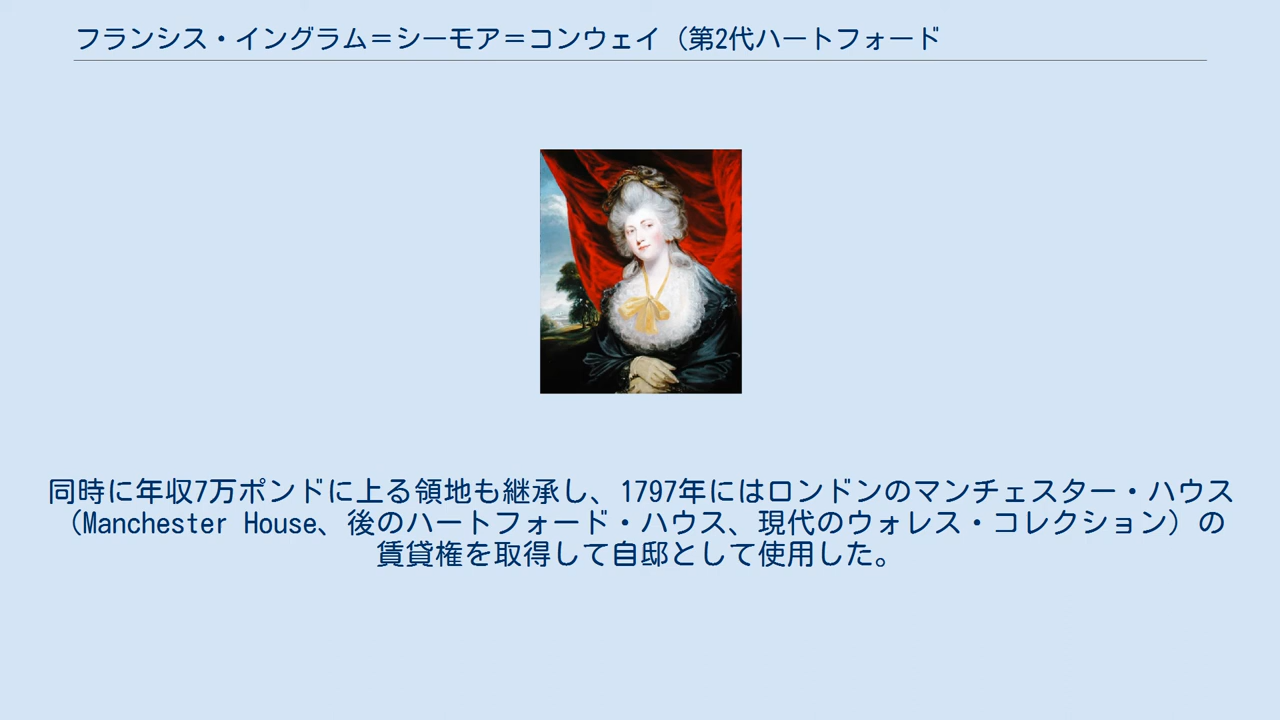 フランシス・イングラム＝シーモア＝コンウェイ（第2代ハートフォード
同時に年収7万ポンドに上る領地も継承し、1797年にはロンドンのマンチェスター・ハウス
（Manchester House、後のハートフォード・ハウス、現代のウォレス・コレクション）の
賃貸権を取得して自邸として使用した。